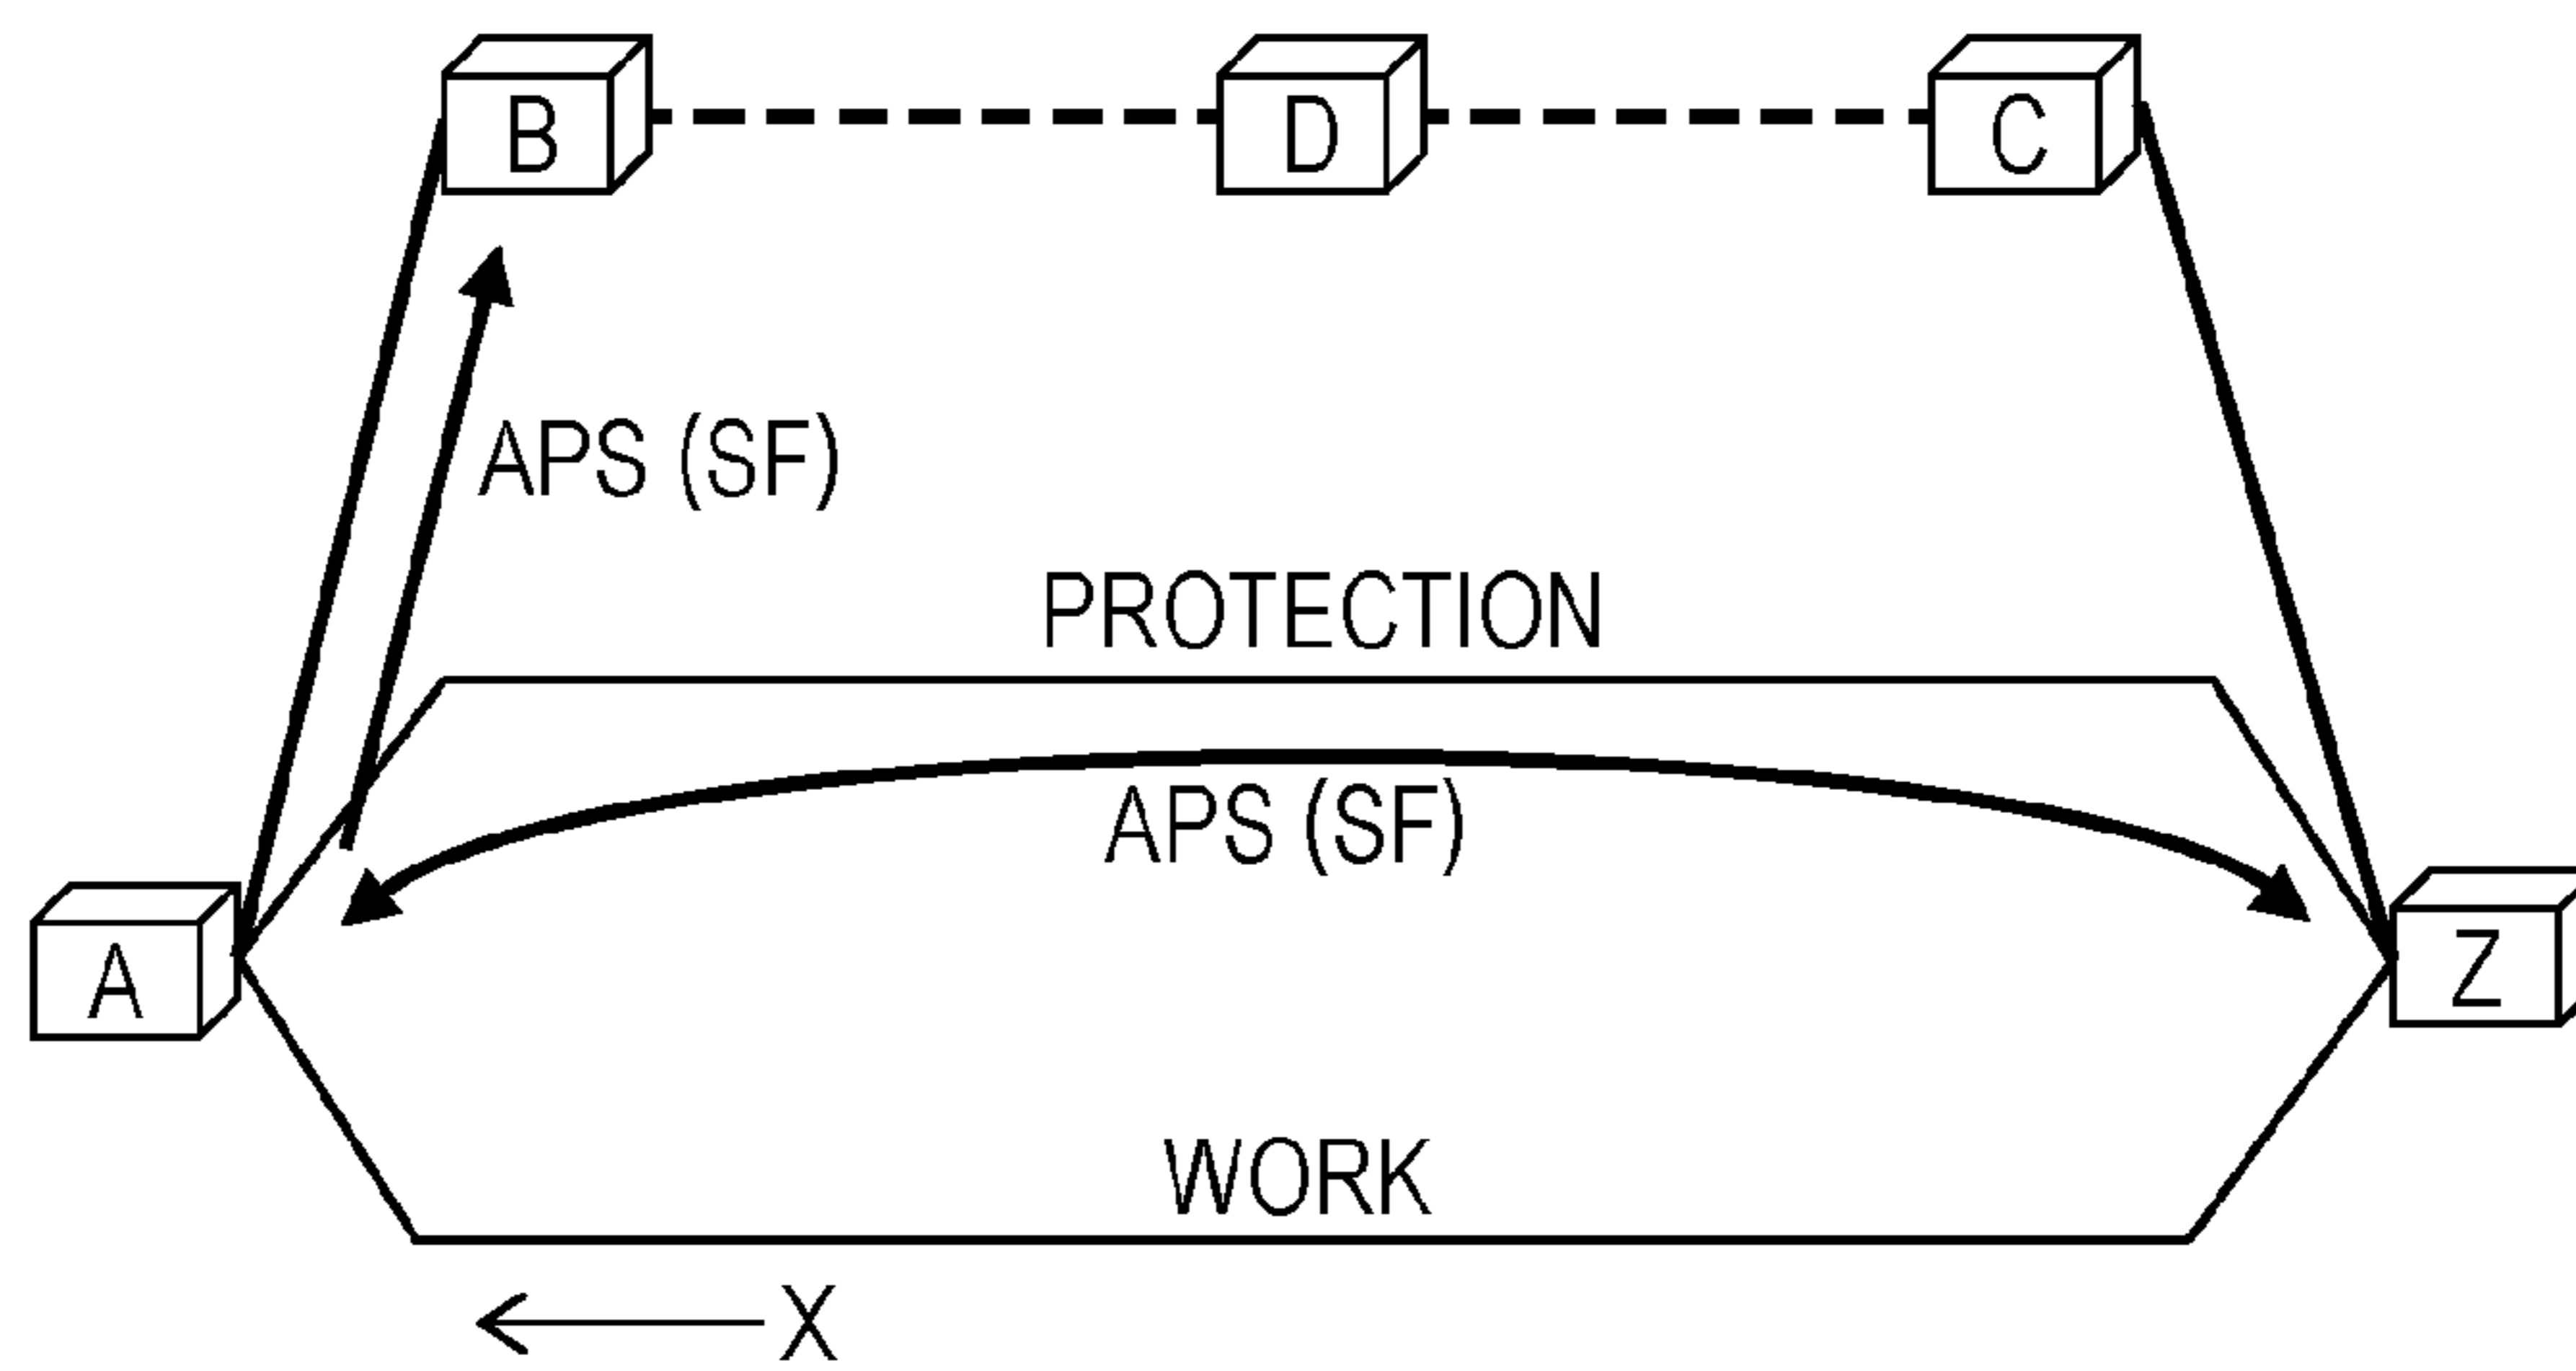 B
D
C
APS (SF)
PROTECTION
APS (SF)
A
Z
WORK
X